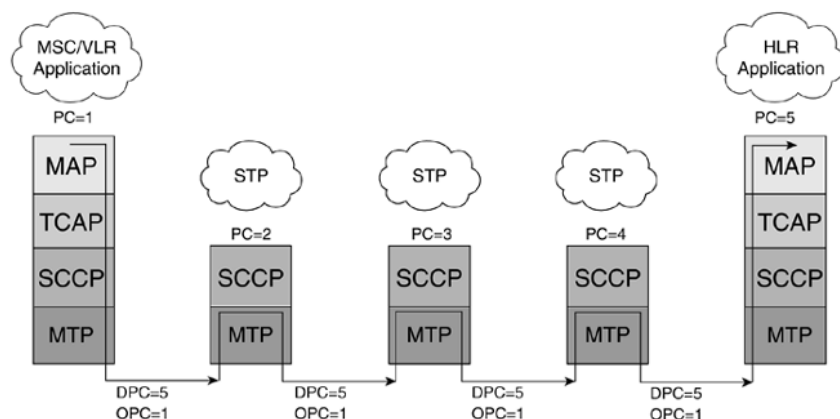 MSC/VLR
Application
PC=1
MAP
TCAP
SCCP
MTP
STP
PC=2
SCCP
MTP
STP
PC=3
SCCP
MTP
STP
PC=4
SCCP
MTP
HLR
Application
PC=5
MAP
TCAP
SCCP
MTP
DPC=5
OPC=1
DPC=5
OPC=1
DPC=5
OPC=1
DPC=5
OPC=1